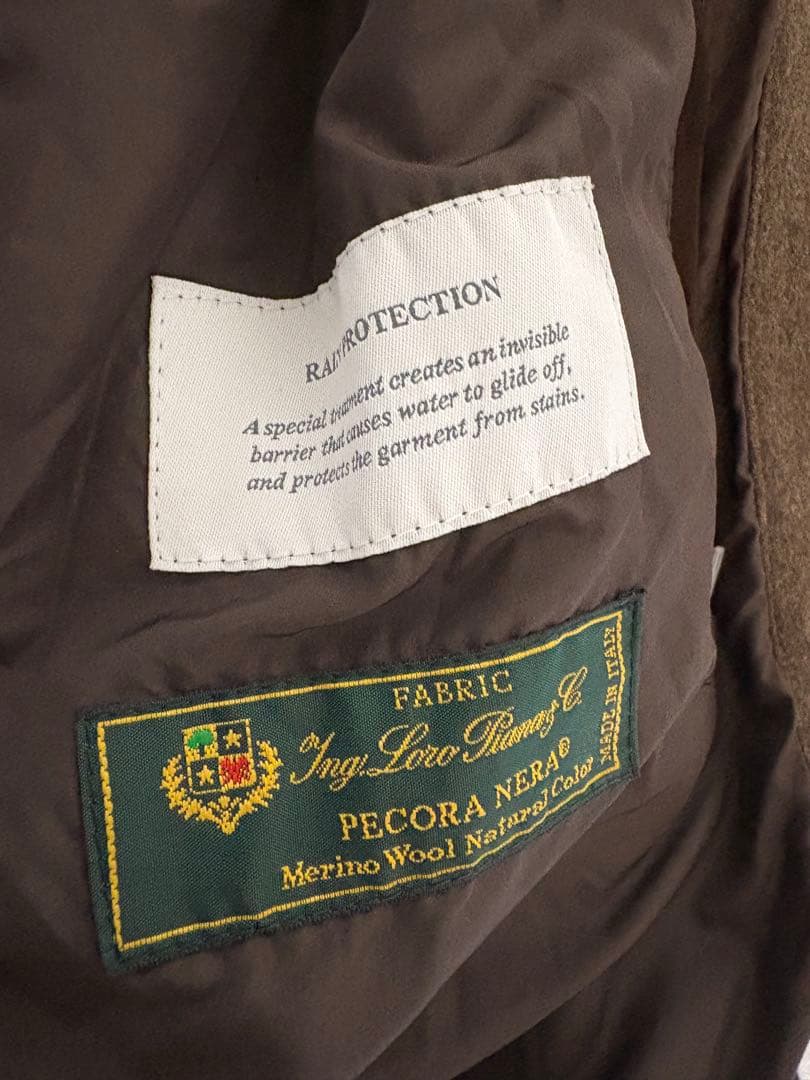 RAIN PROTECTION
A special treatment creates an invisible
barrier that causes water to glide off,
and protects the garment from stains.
FABRIC
Ing. Loro Piana & C.
PECORA NERA®
Merino Wool Natural Color
MADE IN ITALY